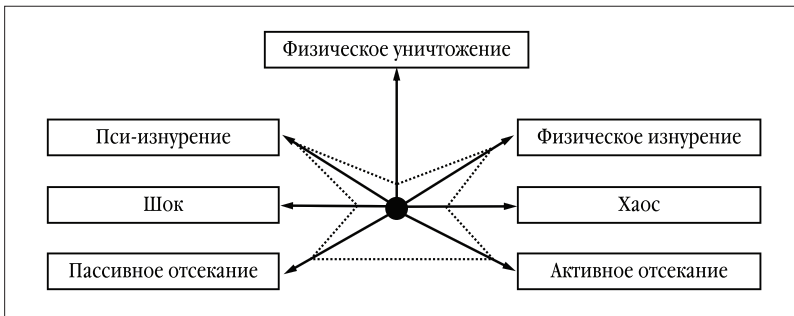 Физическое уничтожение
Пси-изнурение
Физическое изнурение
Шок
Хаос
Пассивное отсекание
Активное отсекание